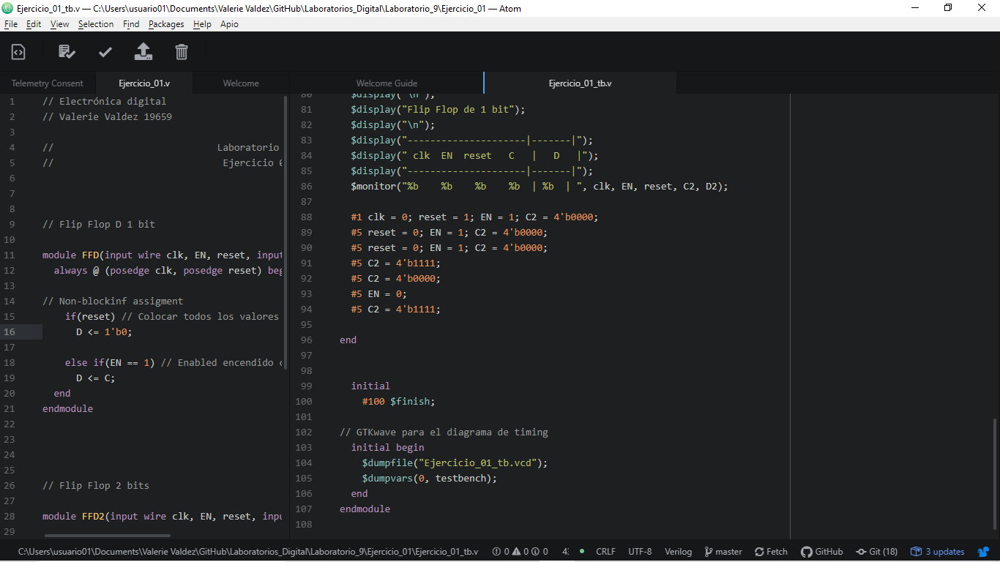 Ejercicio_01_tb.v — C:\Users\usuario01\Documents\Valerie Valdez\GitHub\Laboratorios_Digital\Laboratorio_9\Ejercicio_01 — Atom
File Edit View Selection Find Packages Help Apio
Telemetry Consent Ejercicio_01.v Welcome Welcome Guide Ejercicio_01_tb.v
1 // Electrónica digital
2 // Valerie Valdez 19659
3
4 // Laboratorio
5 // Ejercicio
6
7
8
9 // Flip Flop D 1 bit
10
11 module FFD(input wire clk, EN, reset, input
12 always @ (posedge clk, posedge reset) beg
13
14 // Non-blockinf assigment
15 if(reset) // Colocar todos los valores
16 D <= 1'b0;
17
18 else if(EN == 1) // Enabled encendido
19 D <= C;
20 end
21 endmodule
22
23
24
25
26 // Flip Flop 2 bits
27
28 module FFD2(input wire clk, EN, reset, inpu
29
80 $display("\n");
81 $display("Flip Flop de 1 bit");
82 $display("\n");
83 $display("---------------------|-------|");
84 $display(" clk  EN  reset   C   |   D   |");
85 $display("---------------------|-------|");
86 $monitor("%b    %b    %b    %b  | %b  | ", clk, EN, reset, C2, D2);
87
88 #1 clk = 0; reset = 1; EN = 1; C2 = 4'b0000;
89 #5 reset = 0; EN = 1; C2 = 4'b0000;
90 #5 reset = 0; EN = 1; C2 = 4'b0000;
91 #5 C2 = 4'b1111;
92 #5 C2 = 4'b0000;
93 #5 EN = 0;
94 #5 C2 = 4'b1111;
95
96 end
97
98
99 initial
100 #100 $finish;
101
102 // GTKwave para el diagrama de timing
103 initial begin
104 $dumpfile("Ejercicio_01_tb.vcd");
105 $dumpvars(0, testbench);
106 end
107 endmodule
108
C:\Users\usuario01\Documents\Valerie Valdez\GitHub\Laboratorios_Digital\Laboratorio_9\Ejercicio_01\Ejercicio_01_tb.v 0 0 0 CRLF UTF-8 Verilog master Fetch GitHub Git (18) 3 updates